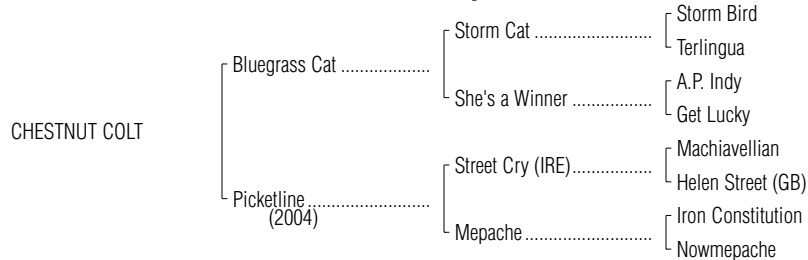 Storm Bird
Storm Cat ..........................
Terlingua
Bluegrass Cat ...................
A.P. Indy
She's a Winner .................
Get Lucky
CHESTNUT COLT
Machiavellian
Street Cry (IRE)................
Helen Street (GB)
Picketline..........................
(2004)
Iron Constitution
Mepache...........................
Nowmepache